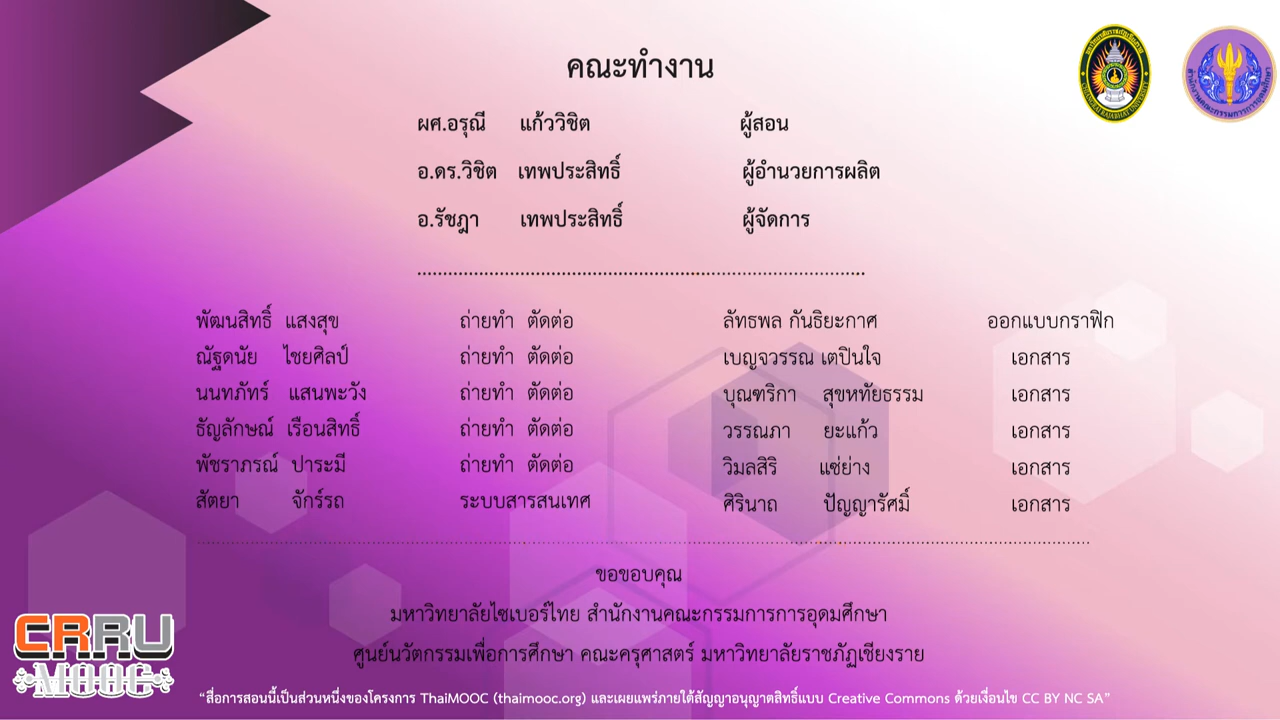 คณะทำงาน
ผศ.อรุณี แก้ววิชิต ผู้สอน
อ.ดร.วิชิต เทพประสิทธิ์ ผู้อำนวยการผลิต
อ.รัชฎา เทพประสิทธิ์ ผู้จัดการ
พัฒนสิทธิ์ แสงสุข ถ่ายทำ ตัดต่อ ลัทธพล กันธิยะกาศ ออกแบบกราฟิก
ณัฐดนัย ไชยศิลป์ ถ่ายทำ ตัดต่อ เบญจวรรณ เตปินใจ เอกสาร
นนทภัทร์ แสนพะวัง ถ่ายทำ ตัดต่อ บุณฑริกา สุขหทัยธรรม เอกสาร
ธัญลักษณ์ เรือนสิทธิ์ ถ่ายทำ ตัดต่อ วรรณภา ยะแก้ว เอกสาร
พัชราภรณ์ ปาระมี ถ่ายทำ ตัดต่อ วิมลสิริ แซ่ย่าง เอกสาร
สัตยา จักร์รถ ระบบสารสนเทศ ศิรินาถ ปัญญารัศมิ์ เอกสาร
ขอขอบคุณ
มหาวิทยาลัยไซเบอร์ไทย สำนักงานคณะกรรมการการอุดมศึกษา
ศูนย์นวัตกรรมเพื่อการศึกษา คณะครุศาสตร์ มหาวิทยาลัยราชภัฏเชียงราย
CRRU
MOOC
“สื่อการสอนนี้เป็นส่วนหนึ่งของโครงการ ThaiMOOC (thaimooc.org) และเผยแพร่ภายใต้สัญญาอนุญาตสิทธิ์แบบ Creative Commons ด้วยเงื่อนไข CC BY NC SA”